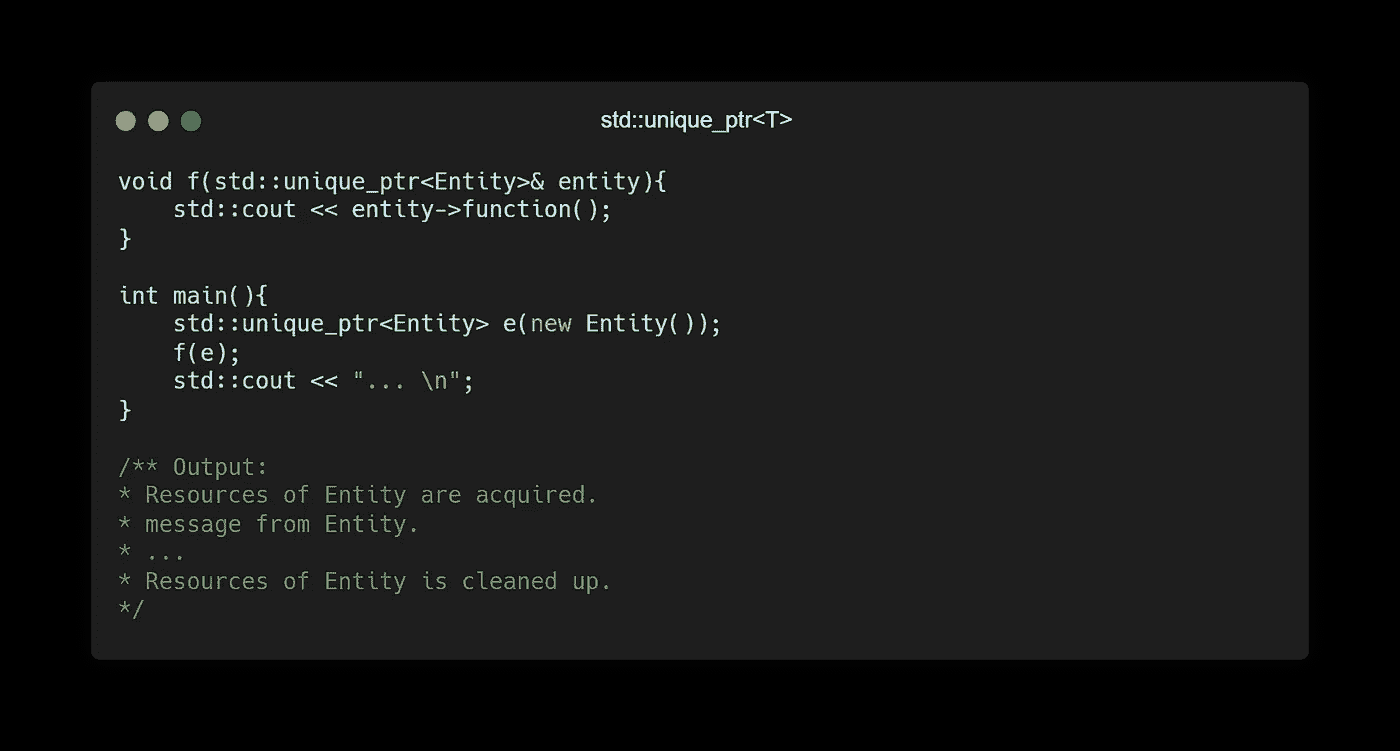 std::unique_ptr<T>
void f(std::unique_ptr<Entity>& entity){
    std::cout << entity->function();
}
int main(){
    std::unique_ptr<Entity> e(new Entity());
    f(e);
    std::cout << "... \n";
}
/** Output:
* Resources of Entity are acquired.
* message from Entity.
* ...
* Resources of Entity is cleaned up.
*/